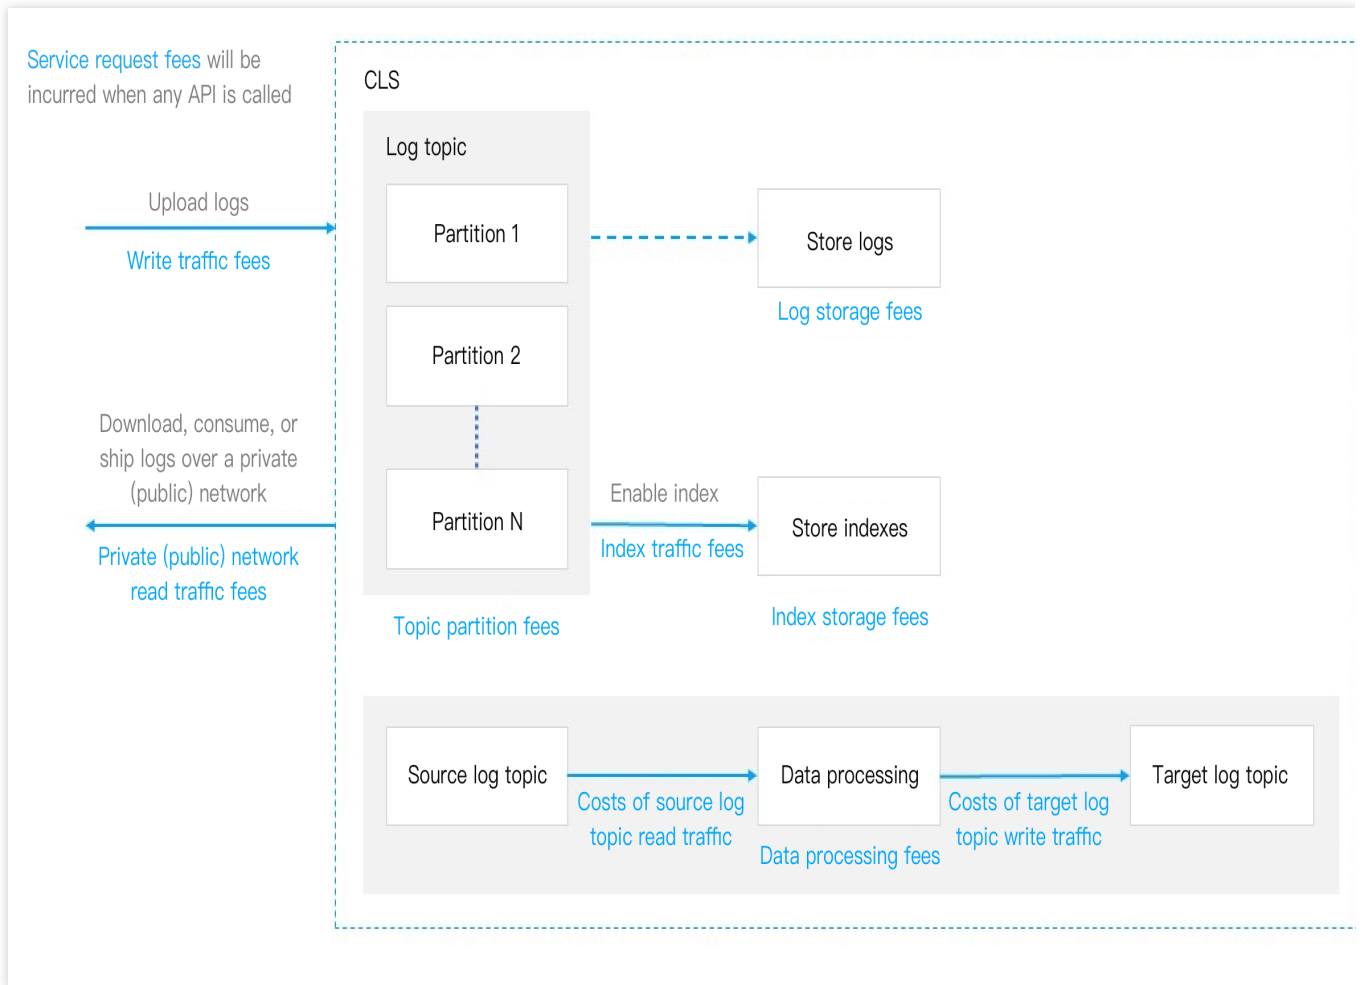 Service request fees will be
incurred when any API is called
CLS
Log topic
Upload logs
Write traffic fees
Partition 1
Store logs
Log storage fees
Partition 2
Download, consume, or
ship logs over a private
(public) network
Private (public) network
read traffic fees
Partition N
Enable index
Index traffic fees
Store indexes
Index storage fees
Topic partition fees
Source log topic
Costs of source log
topic read traffic
Data processing
Data processing fees
Costs of target log
topic write traffic
Target log topic